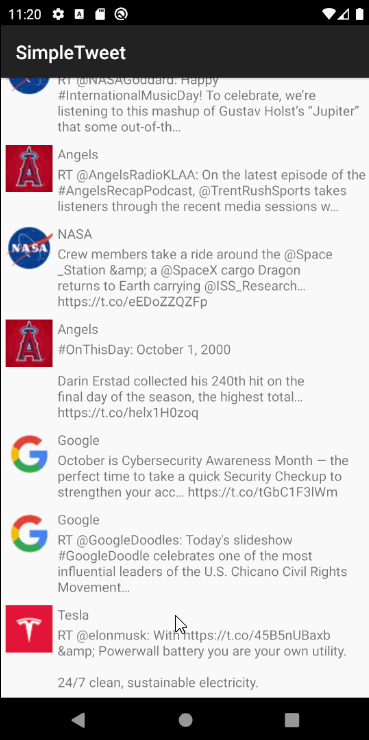 11:20
SimpleTweet
RT @NASAGoddard: Happy
#InternationalMusicDay! To celebrate, we're
listening to this mashup of Gustav Holst's "Jupiter"
that some out-of-th…
Angels
RT @AngelsRadioKLAA: On the latest episode of the
#AngelsRecapPodcast, @TrentRushSports takes
listeners through the recent media sessions w…
NASA
NASA
Crew members take a ride around the @Space
_Station &amp; a @SpaceX cargo Dragon
returns to Earth carrying @ISS_Research…
https://t.co/eEDoZZQZFp
Angels
#OnThisDay: October 1, 2000
Darin Erstad collected his 240th hit on the
final day of the season, the highest total…
https://t.co/helx1H0zoq
Google
October is Cybersecurity Awareness Month — the
perfect time to take a quick Security Checkup to
strengthen your acc… https://t.co/tGbC1F3lWm
Google
RT @GoogleDoodles: Today's slideshow
#GoogleDoodle celebrates one of the most
influential leaders of the U.S. Chicano Civil Rights
Movement…
Tesla
RT @elonmusk: With https://t.co/45B5nUBaxb
&amp; Powerwall battery you are your own utility.
24/7 clean, sustainable electricity.